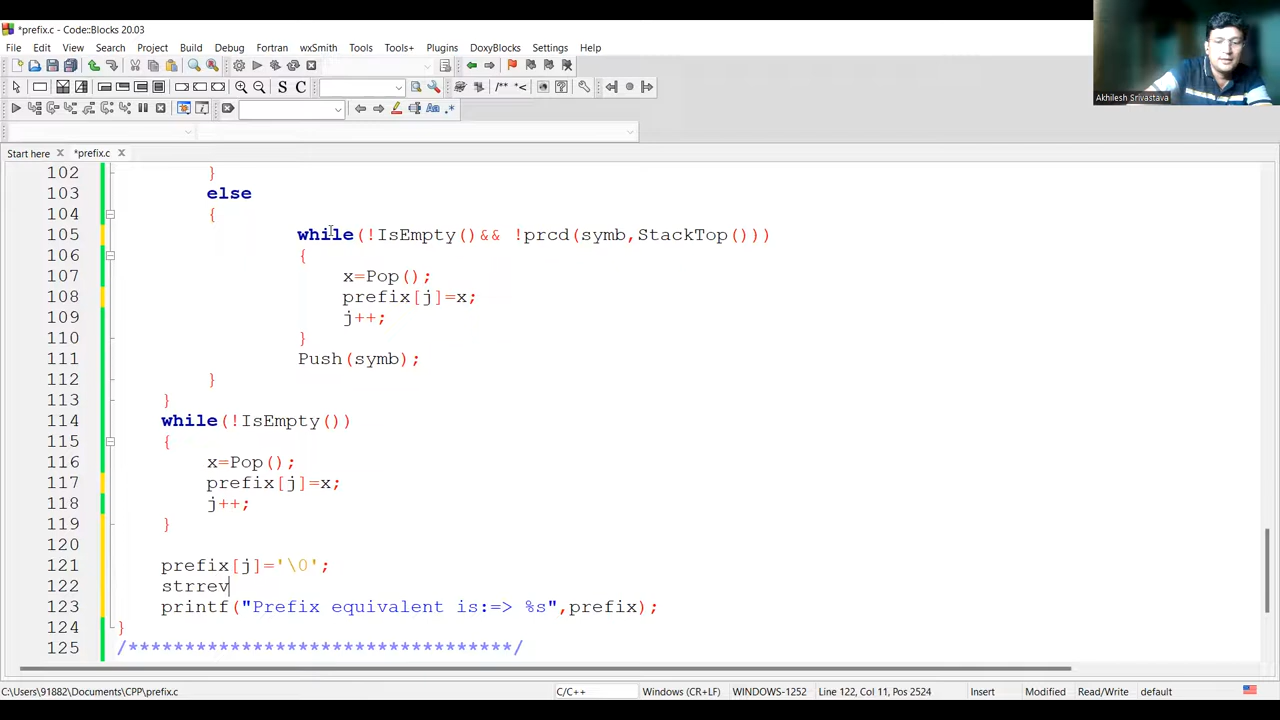 *prefix.c - Code::Blocks 20.03
File Edit View Search Project Build Debug Fortran wxSmith Tools Tools+ Plugins DoxyBlocks Settings Help
S C /** *<
Aa .*
Start here *prefix.c
Akhilesh Srivastava
102 }
103 else
104 {
105 while(!IsEmpty()&& !prcd(symb,StackTop()))
106 {
107 x=Pop();
108 prefix[j]=x;
109 j++;
110 }
111 Push(symb);
112 }
113 }
114 while(!IsEmpty())
115 {
116 x=Pop();
117 prefix[j]=x;
118 j++;
119 }
120
121 prefix[j]='\0';
122 strrev
123 printf("Prefix equivalent is:=> %s",prefix);
124 }
125 /***********************************/
C:\Users\91882\Documents\CPP\prefix.c C/C++ Windows (CR+LF) WINDOWS-1252 Line 122, Col 11, Pos 2524 Insert Modified Read/Write default